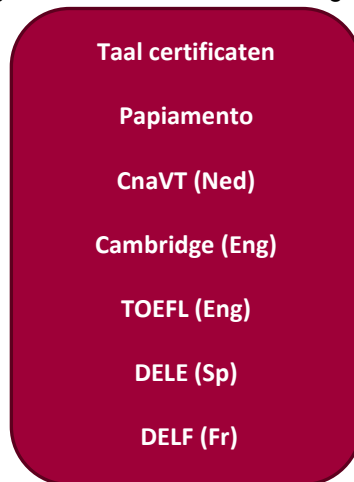 Taal certificaten
Papiamento
CnaVT (Ned)
Cambridge (Eng)
TOEFL (Eng)
DELE (Sp)
DELF (Fr)